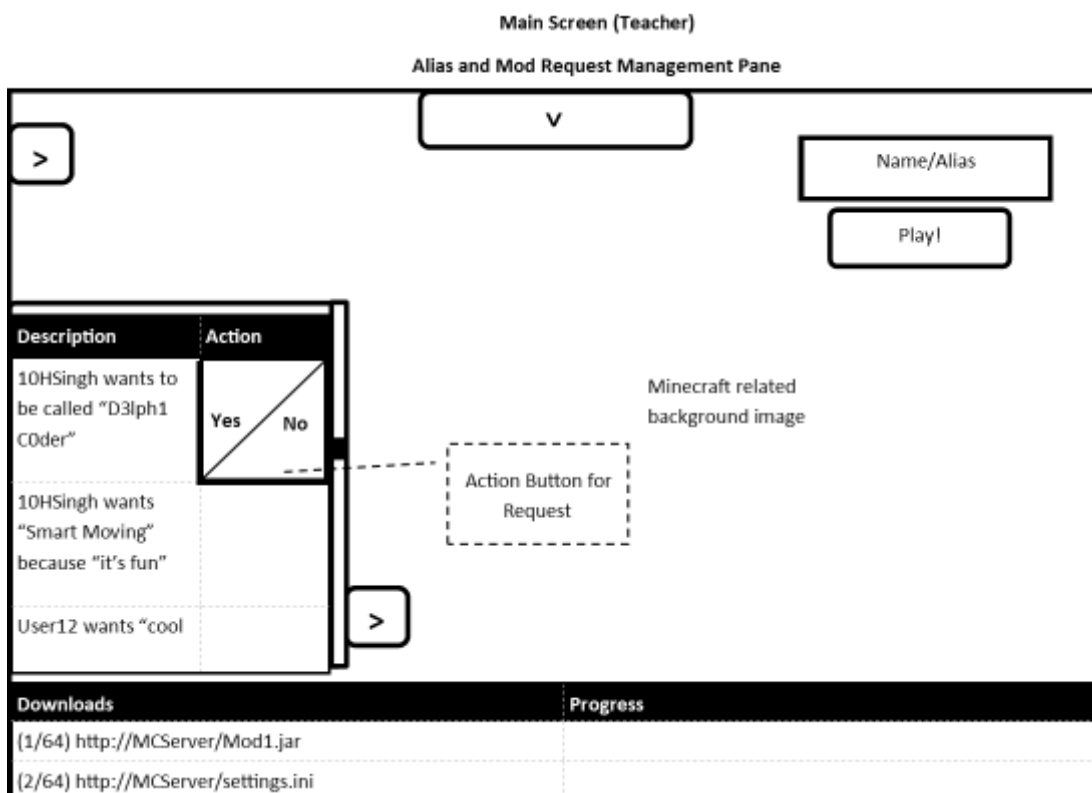 Main Screen (Teacher)
Alias and Mod Request Management Pane
v
>
Name/Alias
Play!
Description Action
10HSingh wants to
be called “D3lph1
C0der”
Yes No
Minecraft related
background image
Action Button for
Request
10HSingh wants
“Smart Moving”
because “it’s fun”
User12 wants “cool
>
Downloads Progress
(1/64) http://MCServer/Mod1.jar
(2/64) http://MCServer/settings.ini